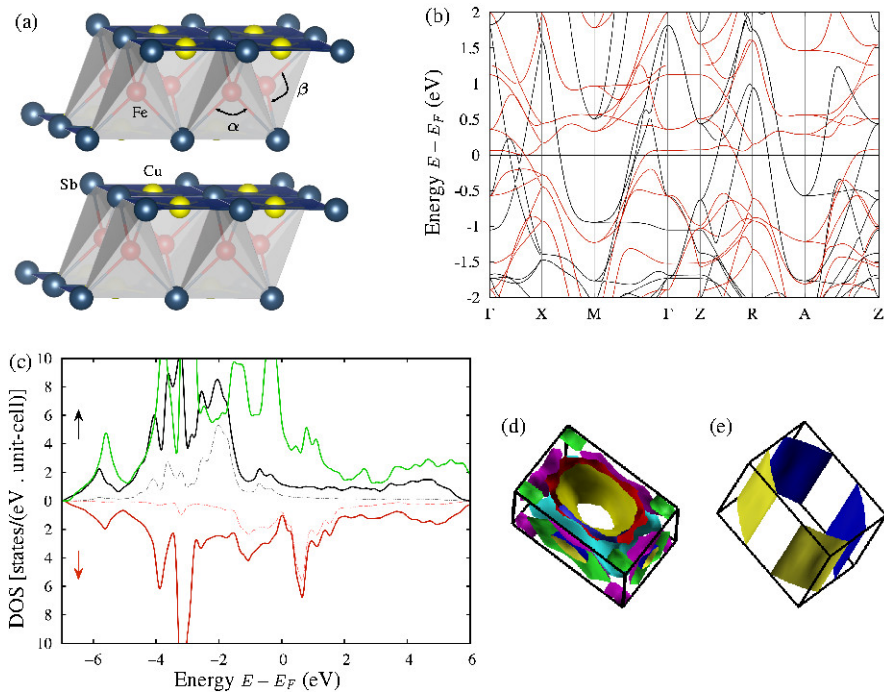 (a)
Fe
α
β
Sb
Cu
(b)
Energy E − E_F (eV)
2
1.5
1
0.5
0
-0.5
-1
-1.5
-2
Γ X M Γ Z R A Z
(c)
DOS [states/(eV . unit-cell)]
10
8
6
4
2
0
2
4
6
8
10
−6 −4 −2 0 2 4 6
Energy E − E_F (eV)
(d)
(e)